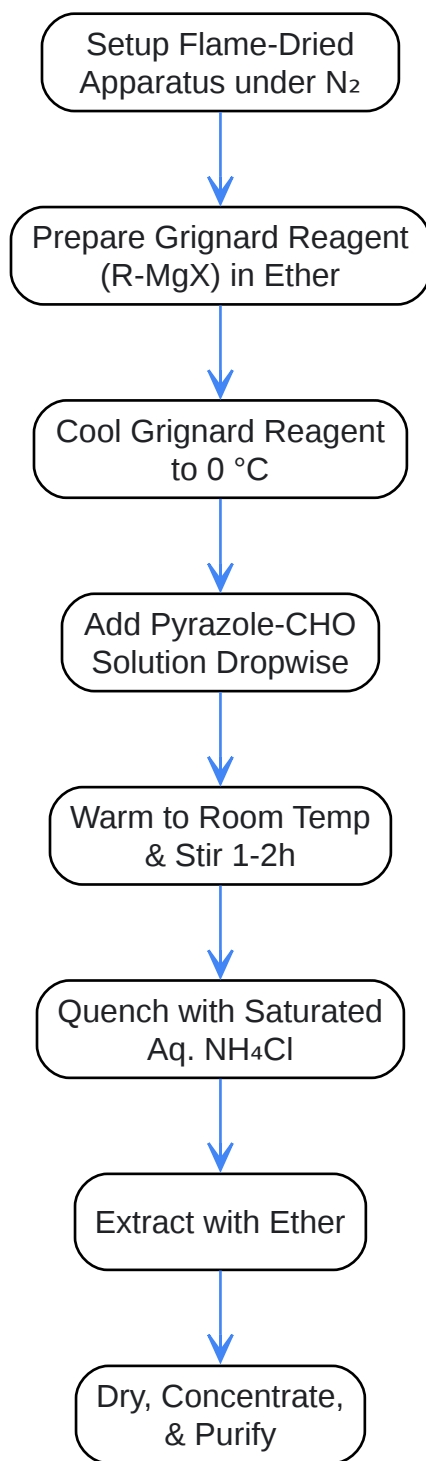 Setup Flame-Dried
Apparatus under N₂
Prepare Grignard Reagent
(R-MgX) in Ether
Cool Grignard Reagent
to 0 °C
Add Pyrazole-CHO
Solution Dropwise
Warm to Room Temp
& Stir 1-2h
Quench with Saturated
Aq. NH₄Cl
Extract with Ether
Dry, Concentrate,
& Purify